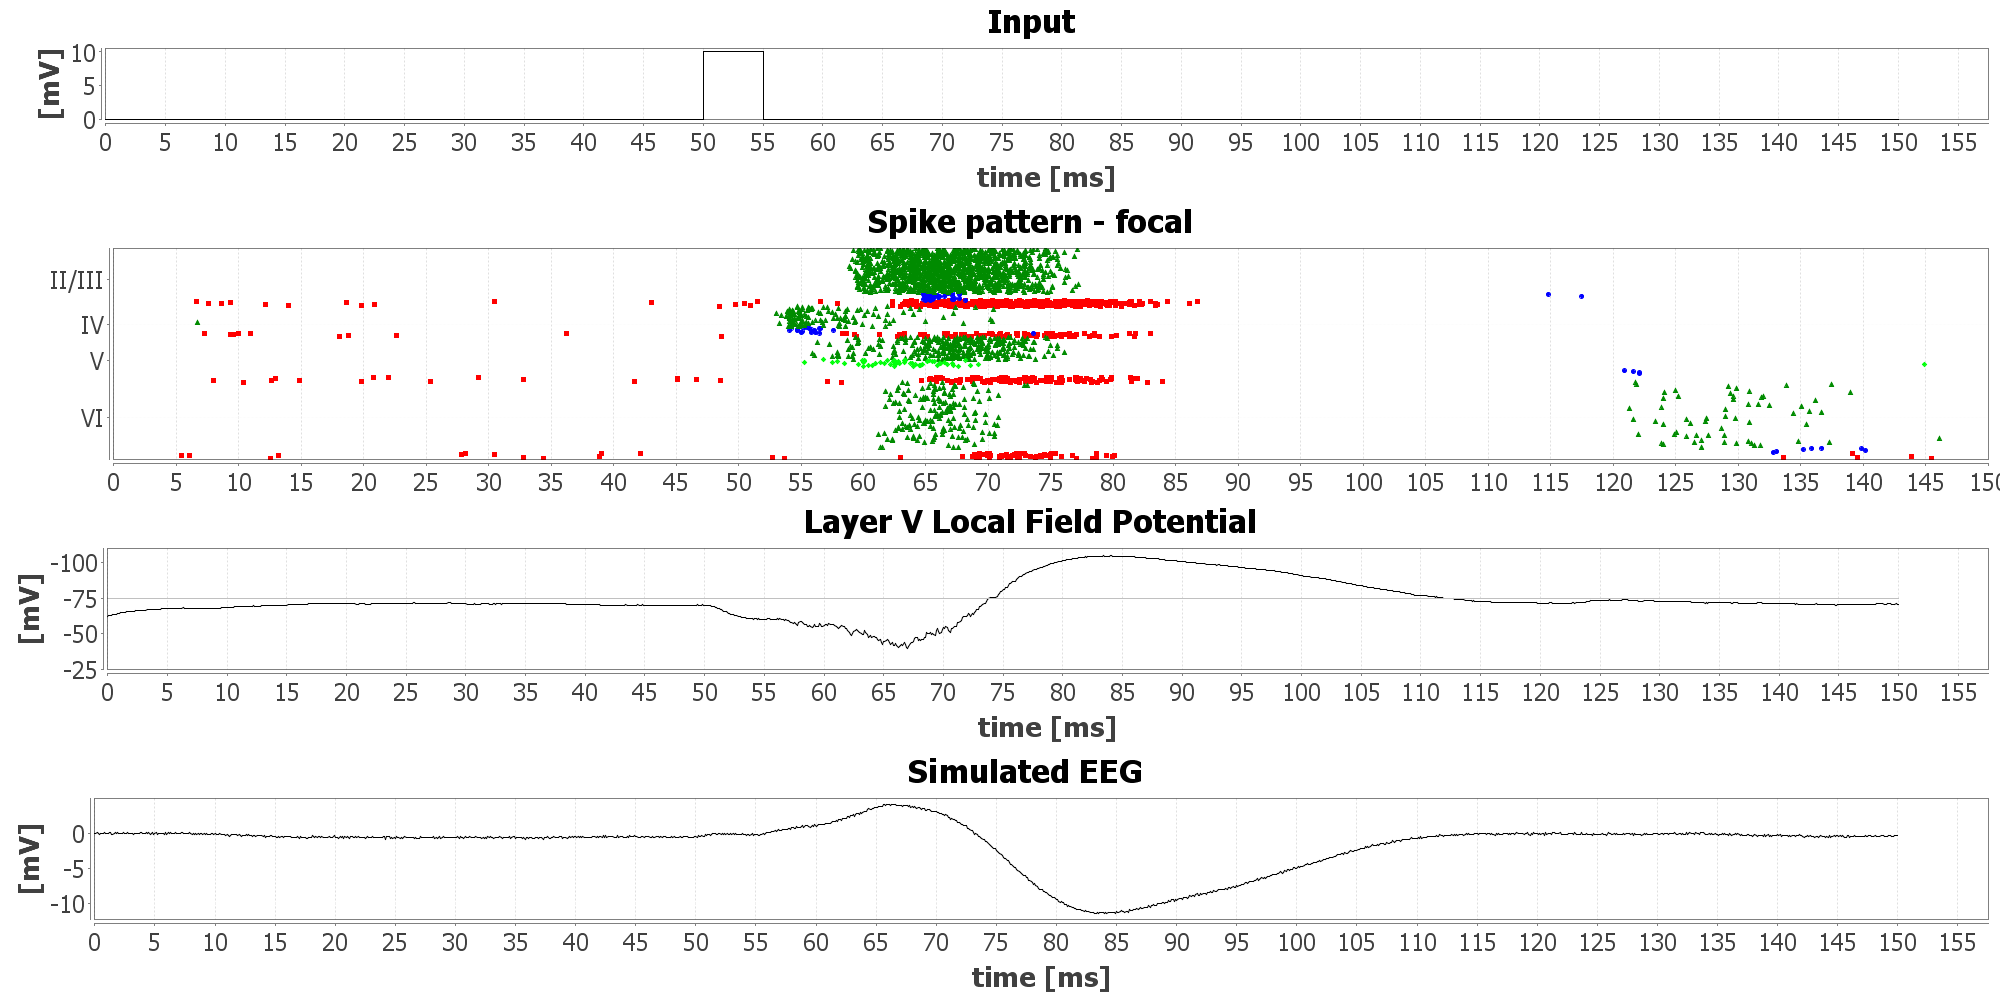 Input
[mV]
10
5
0
0 5 10 15 20 25 30 35 40 45 50 55 60 65 70 75 80 85 90 95 100 105 110 115 120 125 130 135 140 145 150 155
time [ms]
Spike pattern - focal
II/III
IV
V
VI
0 5 10 15 20 25 30 35 40 45 50 55 60 65 70 75 80 85 90 95 100 105 110 115 120 125 130 135 140 145 150
Layer V Local Field Potential
[mV]
-100
-75
-50
-25
0 5 10 15 20 25 30 35 40 45 50 55 60 65 70 75 80 85 90 95 100 105 110 115 120 125 130 135 140 145 150 155
time [ms]
Simulated EEG
[mV]
0
-5
-10
0 5 10 15 20 25 30 35 40 45 50 55 60 65 70 75 80 85 90 95 100 105 110 115 120 125 130 135 140 145 150 155
time [ms]